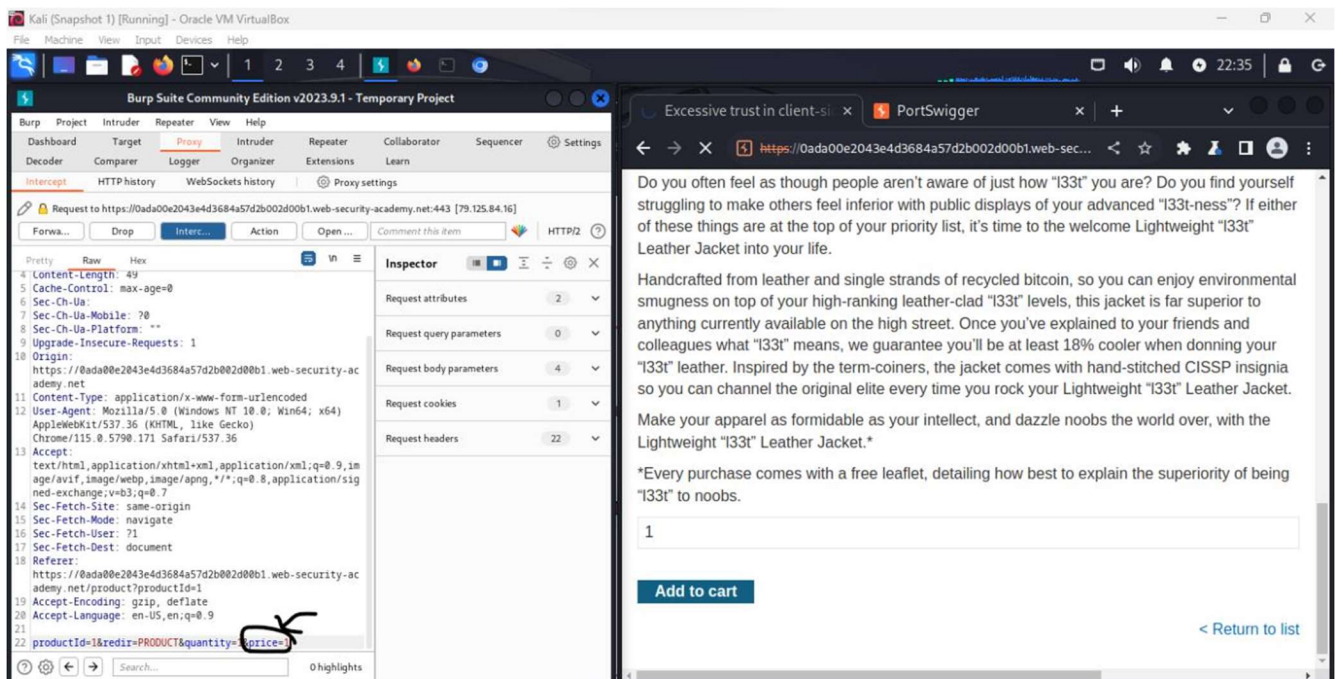 Kali (Snapshot 1) [Running] - Oracle VM VirtualBox
File Machine View Input Devices Help
1 2 3 4
22:35
Burp Suite Community Edition v2023.9.1 - Temporary Project
Burp Project Intruder Repeater View Help
Dashboard Target Proxy Intruder Repeater Collaborator Sequencer Settings
Decoder Comparer Logger Organizer Extensions Learn
Intercept HTTP history WebSockets history Proxy settings
Request to https://0ada00e2043e4d3684a57d2b002d00b1.web-security-academy.net:443 [79.125.84.16]
Forwa... Drop Interc... Action Open ... Comment this item HTTP/2
Pretty Raw Hex \n
4 Content-Length: 49
5 Cache-Control: max-age=0
6 Sec-Ch-Ua:
7 Sec-Ch-Ua-Mobile: ?0
8 Sec-Ch-Ua-Platform: ""
9 Upgrade-Insecure-Requests: 1
10 Origin:
https://0ada00e2043e4d3684a57d2b002d00b1.web-security-ac
ademy.net
11 Content-Type: application/x-www-form-urlencoded
12 User-Agent: Mozilla/5.0 (Windows NT 10.0; Win64; x64)
AppleWebKit/537.36 (KHTML, like Gecko)
Chrome/115.0.5790.171 Safari/537.36
13 Accept:
text/html,application/xhtml+xml,application/xml;q=0.9,im
age/avif,image/webp,image/apng,*/*;q=0.8,application/sig
ned-exchange;v=b3;q=0.7
14 Sec-Fetch-Site: same-origin
15 Sec-Fetch-Mode: navigate
16 Sec-Fetch-User: ?1
17 Sec-Fetch-Dest: document
18 Referer:
https://0ada00e2043e4d3684a57d2b002d00b1.web-security-ac
ademy.net/product?productId=1
19 Accept-Encoding: gzip, deflate
20 Accept-Language: en-US,en;q=0.9
21
22 productId=1&redir=PRODUCT&quantity=1&price=1
Search... 0 highlights
Inspector
Request attributes 2
Request query parameters 0
Request body parameters 4
Request cookies 1
Request headers 22
Excessive trust in client-si PortSwigger
https://0ada00e2043e4d3684a57d2b002d00b1.web-sec...
Do you often feel as though people aren’t aware of just how “l33t” you are? Do you find yourself
struggling to make others feel inferior with public displays of your advanced “l33t-ness”? If either
of these things are at the top of your priority list, it’s time to the welcome Lightweight “l33t”
Leather Jacket into your life.
Handcrafted from leather and single strands of recycled bitcoin, so you can enjoy environmental
smugness on top of your high-ranking leather-clad “l33t” levels, this jacket is far superior to
anything currently available on the high street. Once you’ve explained to your friends and
colleagues what “l33t” means, we guarantee you’ll be at least 18% cooler when donning your
“l33t” leather. Inspired by the term-coiners, the jacket comes with hand-stitched CISSP insignia
so you can channel the original elite every time you rock your Lightweight “l33t” Leather Jacket.
Make your apparel as formidable as your intellect, and dazzle noobs the world over, with the
Lightweight “l33t” Leather Jacket.*
*Every purchase comes with a free leaflet, detailing how best to explain the superiority of being
“l33t” to noobs.
1
Add to cart
< Return to list